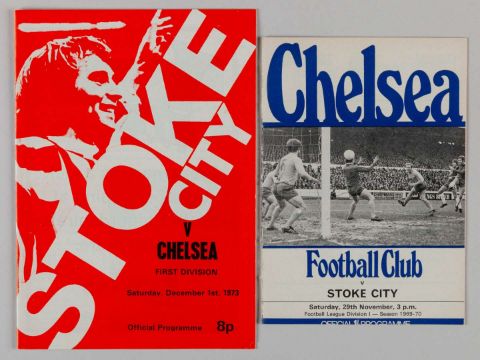 STOKE
CITY
V
CHELSEA
FIRST DIVISION
Saturday, December 1st, 1973
Official Programme 8p
Chelsea
Football Club
v
STOKE CITY
Saturday, 29th November, 3 p.m.
Football League Division I — Season 1969-70
OFFICIAL PROGRAMME